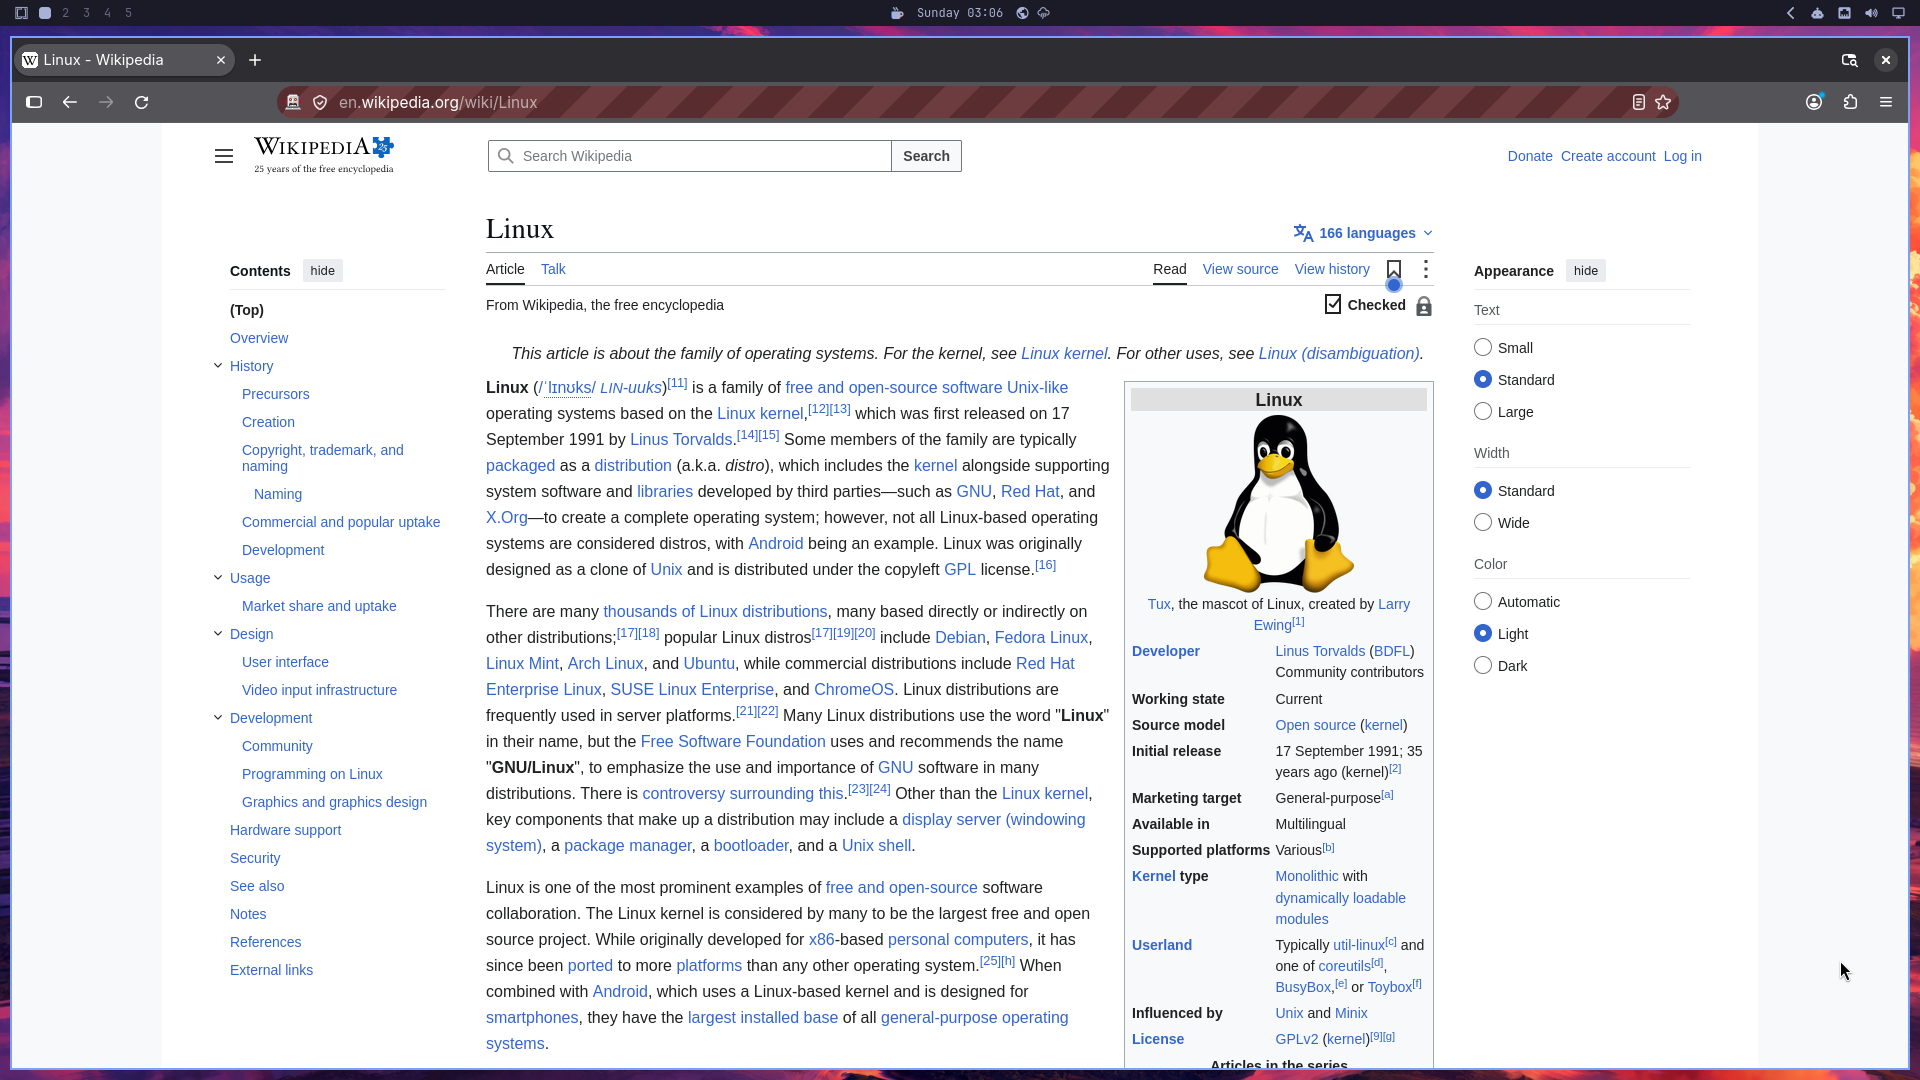 2 3 4 5
Sunday 03:06
Linux - Wikipedia
en.wikipedia.org/wiki/Linux
WIKIPEDIA 25
25 years of the free encyclopedia
Search Wikipedia
Search
Donate Create account Log in
Linux
166 languages
Article Talk
Read View source View history
From Wikipedia, the free encyclopedia
Checked
Contents hide
(Top)
Overview
History
Precursors
Creation
Copyright, trademark, and
naming
Naming
Commercial and popular uptake
Development
Usage
Market share and uptake
Design
User interface
Video input infrastructure
Development
Community
Programming on Linux
Graphics and graphics design
Hardware support
Security
See also
Notes
References
External links
This article is about the family of operating systems. For the kernel, see Linux kernel. For other uses, see Linux (disambiguation).
Linux (/ˈlɪnʊks/ LIN-uuks)[11] is a family of free and open-source software Unix-like
operating systems based on the Linux kernel,[12][13] which was first released on 17
September 1991 by Linus Torvalds.[14][15] Some members of the family are typically
packaged as a distribution (a.k.a. distro), which includes the kernel alongside supporting
system software and libraries developed by third parties—such as GNU, Red Hat, and
X.Org—to create a complete operating system; however, not all Linux-based operating
systems are considered distros, with Android being an example. Linux was originally
designed as a clone of Unix and is distributed under the copyleft GPL license.[16]
There are many thousands of Linux distributions, many based directly or indirectly on
other distributions;[17][18] popular Linux distros[17][19][20] include Debian, Fedora Linux,
Linux Mint, Arch Linux, and Ubuntu, while commercial distributions include Red Hat
Enterprise Linux, SUSE Linux Enterprise, and ChromeOS. Linux distributions are
frequently used in server platforms.[21][22] Many Linux distributions use the word "Linux"
in their name, but the Free Software Foundation uses and recommends the name
"GNU/Linux", to emphasize the use and importance of GNU software in many
distributions. There is controversy surrounding this.[23][24] Other than the Linux kernel,
key components that make up a distribution may include a display server (windowing
system), a package manager, a bootloader, and a Unix shell.
Linux is one of the most prominent examples of free and open-source software
collaboration. The Linux kernel is considered by many to be the largest free and open
source project. While originally developed for x86-based personal computers, it has
since been ported to more platforms than any other operating system.[25][h] When
combined with Android, which uses a Linux-based kernel and is designed for
smartphones, they have the largest installed base of all general-purpose operating
systems.
Linux
Tux, the mascot of Linux, created by Larry
Ewing[1]
Developer Linus Torvalds (BDFL)
Community contributors
Working state Current
Source model Open source (kernel)
Initial release 17 September 1991; 35
years ago (kernel)[2]
Marketing target General-purpose[a]
Available in Multilingual
Supported platforms Various[b]
Kernel type Monolithic with
dynamically loadable
modules
Userland Typically util-linux[c] and
one of coreutils[d],
BusyBox,[e] or Toybox[f]
Influenced by Unix and Minix
License GPLv2 (kernel)[9][g]
Articles in the series
Appearance hide
Text
Small
Standard
Large
Width
Standard
Wide
Color
Automatic
Light
Dark